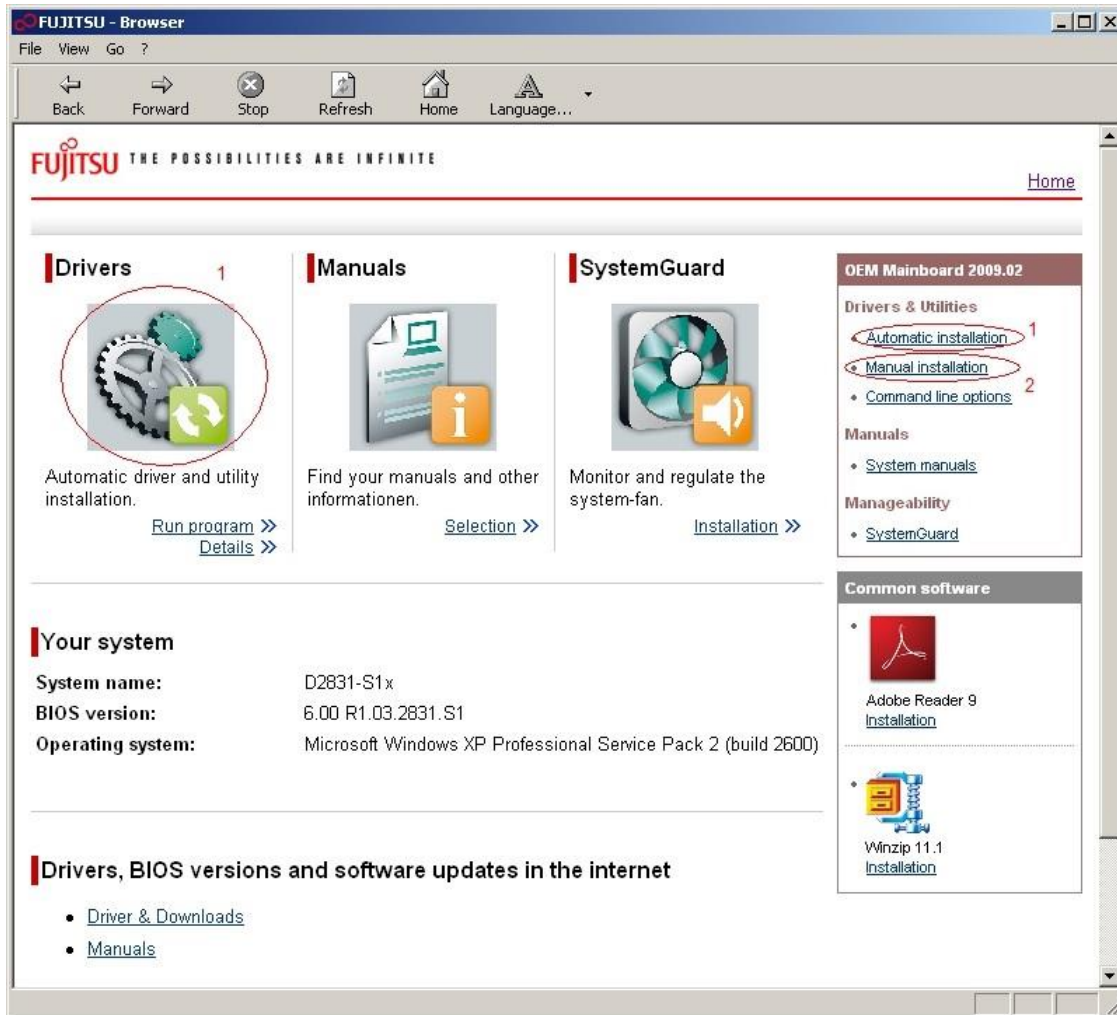 FUJITSU - Browser
File View Go ?
Back Forward Stop Refresh Home Language...
FUJITSU THE POSSIBILITIES ARE INFINITE
Home
Drivers
1
Automatic driver and utility
installation.
Run program >>
Details >>
Manuals
Find your manuals and other
informationen.
Selection >>
SystemGuard
Monitor and regulate the
system-fan.
Installation >>
OEM Mainboard 2009.02
Drivers & Utilities
• Automatic installation 1
• Manual installation
2
• Command line options
Manuals
• System manuals
Manageability
• SystemGuard
Common software
Adobe Reader 9
Installation
Winzip 11.1
Installation
Your system
System name: D2831-S1x
BIOS version: 6.00 R1.03.2831.S1
Operating system: Microsoft Windows XP Professional Service Pack 2 (build 2600)
Drivers, BIOS versions and software updates in the internet
• Driver & Downloads
• Manuals